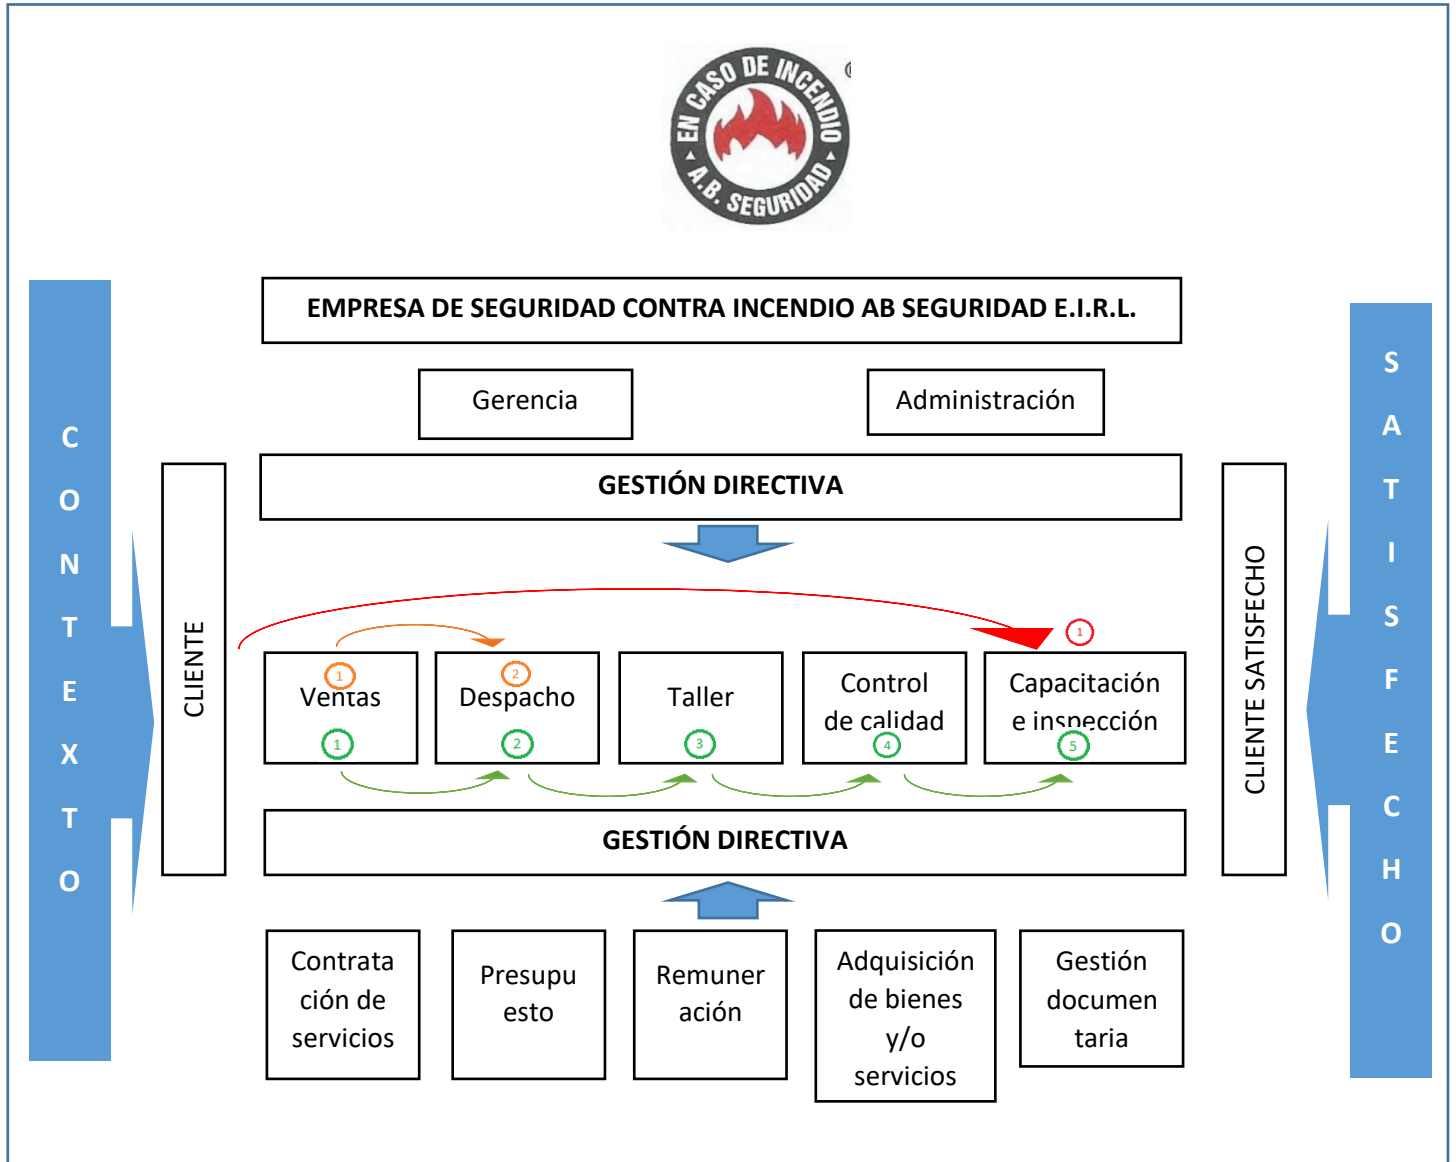 EN CASO DE INCENDIO
®
A.B. SEGURIDAD
EMPRESA DE SEGURIDAD CONTRA INCENDIO AB SEGURIDAD E.I.R.L.
Gerencia
Administración
GESTIÓN DIRECTIVA
C
O
N
T
E
X
T
O
CLIENTE
1
1
2
Ventas
Despacho
Taller
Control
de calidad
Capacitación
e inspección
1
2
3
4
5
GESTIÓN DIRECTIVA
Contrata
ción de
servicios
Presupu
esto
Remuner
ación
Adquisición
de bienes
y/o
servicios
Gestión
documen
taria
CLIENTE SATISFECHO
S
A
T
I
S
F
E
C
H
O